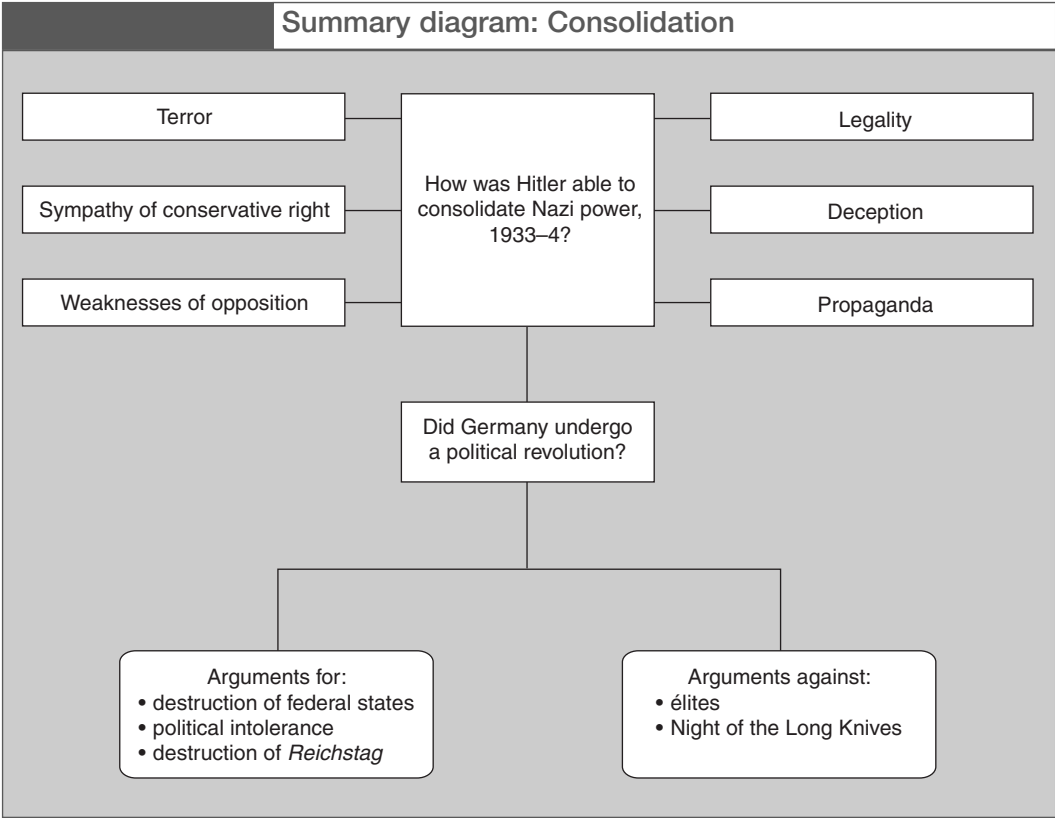 Summary diagram: Consolidation
Terror
Sympathy of conservative right
Weaknesses of opposition
How was Hitler able to
consolidate Nazi power,
1933–4?
Legality
Deception
Propaganda
Did Germany undergo
a political revolution?
Arguments for:
• destruction of federal states
• political intolerance
• destruction of Reichstag
Arguments against:
• élites
• Night of the Long Knives